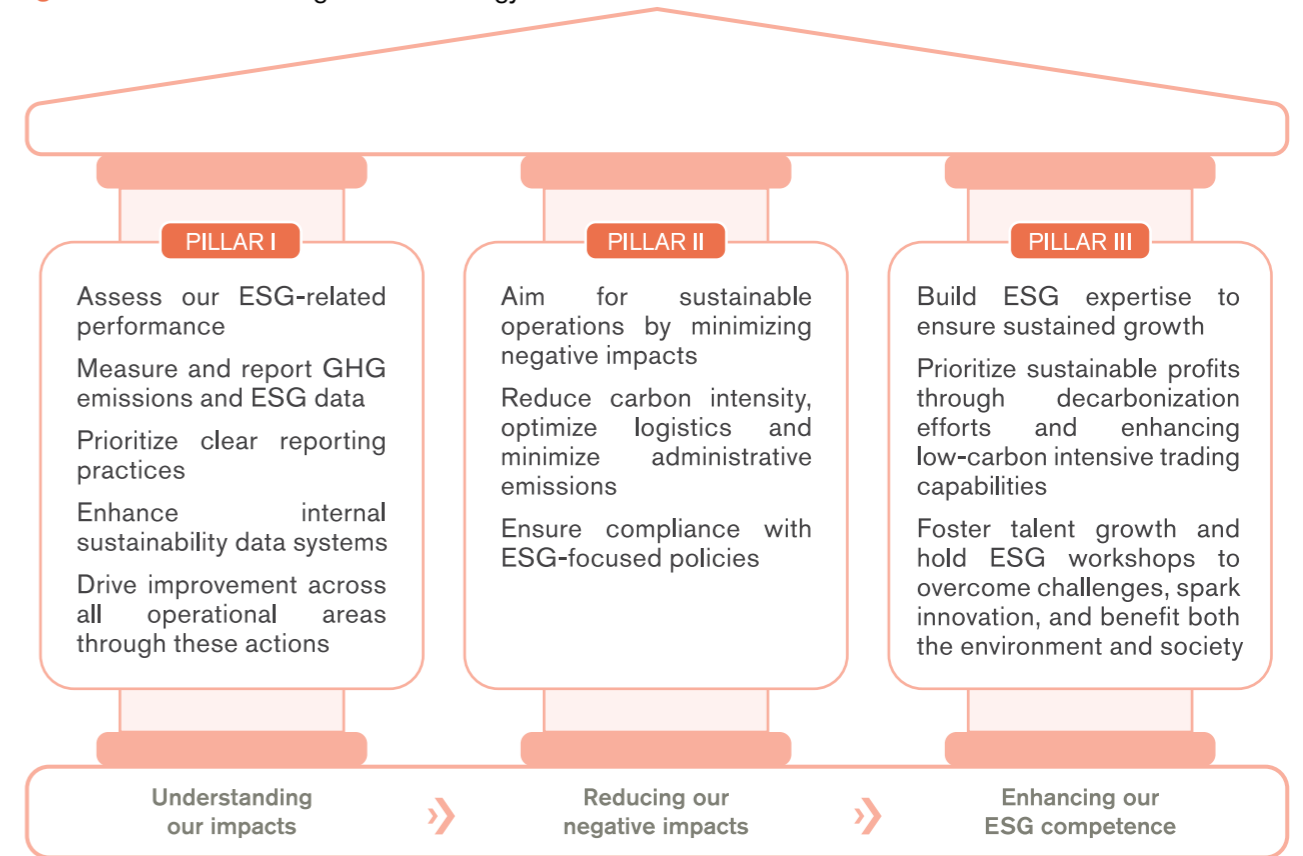 PILLAR I
Assess our ESG-related
performance
Measure and report GHG
emissions and ESG data
Prioritize clear reporting
practices
Enhance internal
sustainability data systems
Drive improvement across
all operational areas
through these actions
PILLAR II
Aim for sustainable
operations by minimizing
negative impacts
Reduce carbon intensity,
optimize logistics and
minimize administrative
emissions
Ensure compliance with
ESG-focused policies
PILLAR III
Build ESG expertise to
ensure sustained growth
Prioritize sustainable profits
through decarbonization
efforts and enhancing
low-carbon intensive trading
capabilities
Foster talent growth and
hold ESG workshops to
overcome challenges, spark
innovation, and benefit both
the environment and society
Understanding
our impacts
Reducing our
negative impacts
Enhancing our
ESG competence